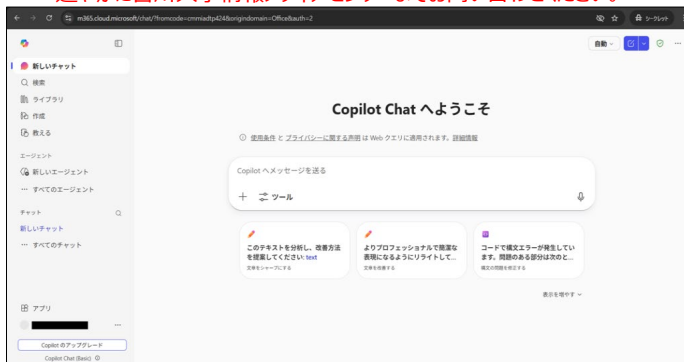 m365.cloud.microsoft/chat/?fromcode=cmmiadtp424&origindomain=Office&auth=2
シークレット
自動
新しいチャット
検索
ライブラリ
作成
教える
エージェント
新しいエージェント
すべてのエージェント
チャット
新しいチャット
すべてのチャット
アプリ
Copilot のアップグレード
Copilot Chat (Basic)
Copilot Chat へようこそ
使用条件 と プライバシーに関する声明 は Web クエリに適用されます。詳細情報
Copilot へメッセージを送る
ツール
このテキストを分析し、改善方法
を提案してください: text
文章をシャープにする
よりプロフェッショナルで簡潔な
表現になるようにリライトして...
文章を改善する
コードで構文エラーが発生してい
ます。問題のある部分は次のと...
構文の問題を修正する
表示を増やす